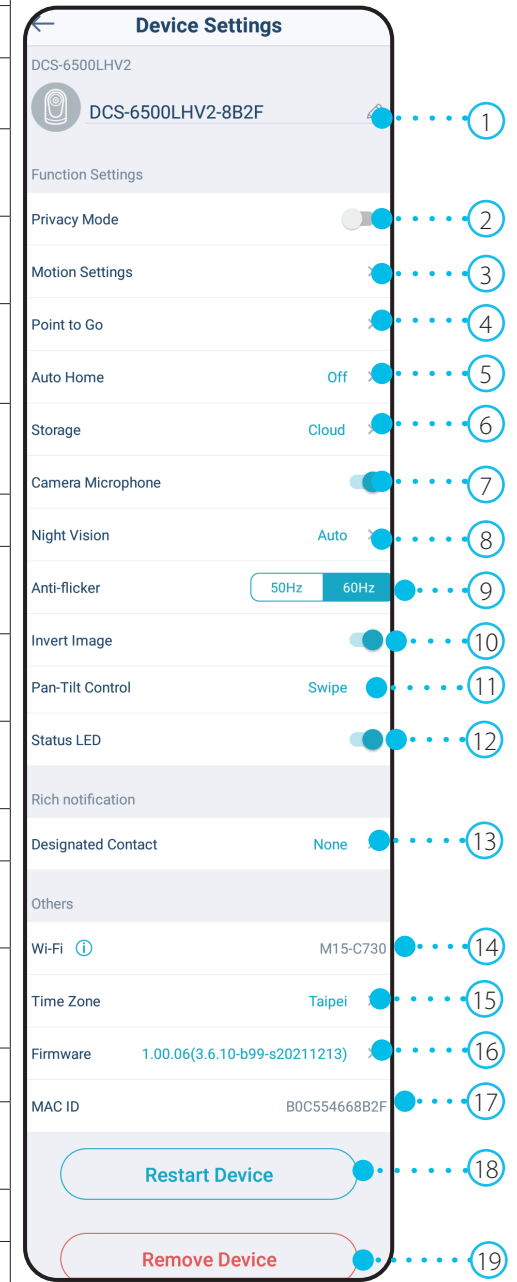 Device Settings
DCS-6500LHV2
DCS-6500LHV2-8B2F 1
Function Settings
Privacy Mode 2
Motion Settings 3
Point to Go 4
Auto Home Off 5
Storage Cloud 6
Camera Microphone 7
Night Vision Auto 8
Anti-flicker 50Hz 60Hz 9
Invert Image 10
Pan-Tilt Control Swipe 11
Status LED 12
Rich notification
Designated Contact None 13
Others
Wi-Fi M15-C730 14
Time Zone Taipei 15
Firmware 1.00.06(3.6.10-b99-s20211213) 16
MAC ID B0C554668B2F 17
Restart Device 18
Remove Device 19